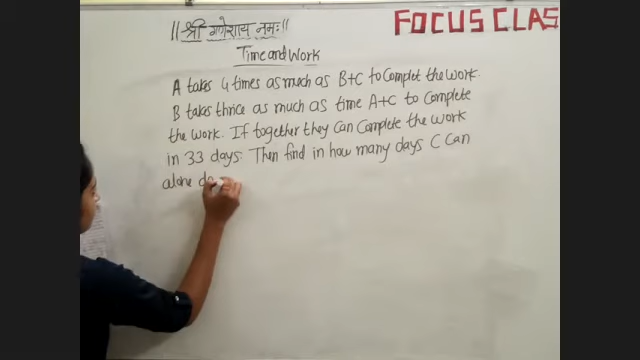 ||श्री गणेशाय नमः||
FOCUS CLAS
Time and Work
A takes 4 times as much as B+C to Complet the work.
B takes thrice as much as time A+C to Complete
the work. If together they Can Complete the work
in 33 days. Then find in how many days C Can
alone do